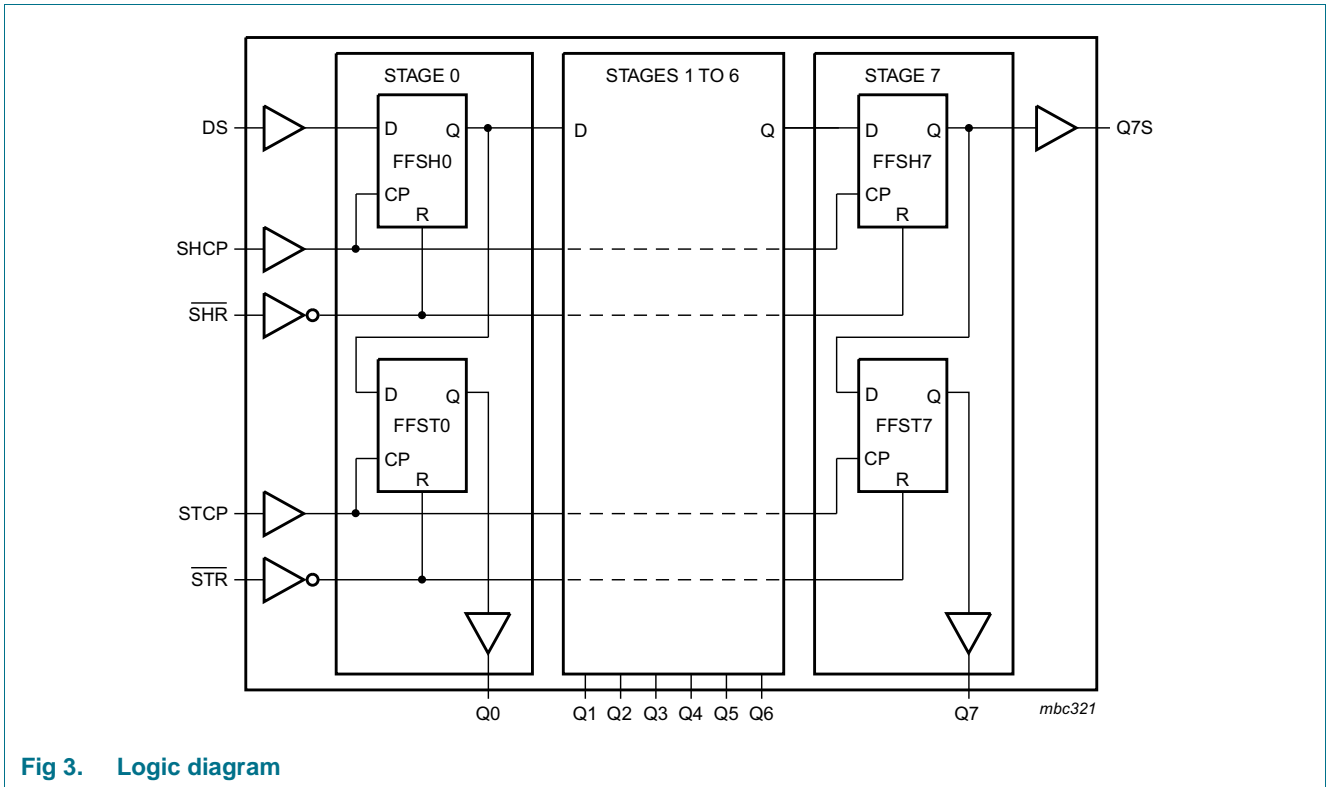 STAGE 0
STAGES 1 TO 6
STAGE 7
DS
D
Q
FFSH0
CP
R
D
Q
D
Q
FFSH7
CP
R
Q7S
SHCP
SHR
D
Q
FFST0
CP
R
D
Q
FFST7
CP
R
STCP
STR
Q0
Q1 Q2 Q3 Q4 Q5 Q6
Q7
mbc321
Fig 3. Logic diagram